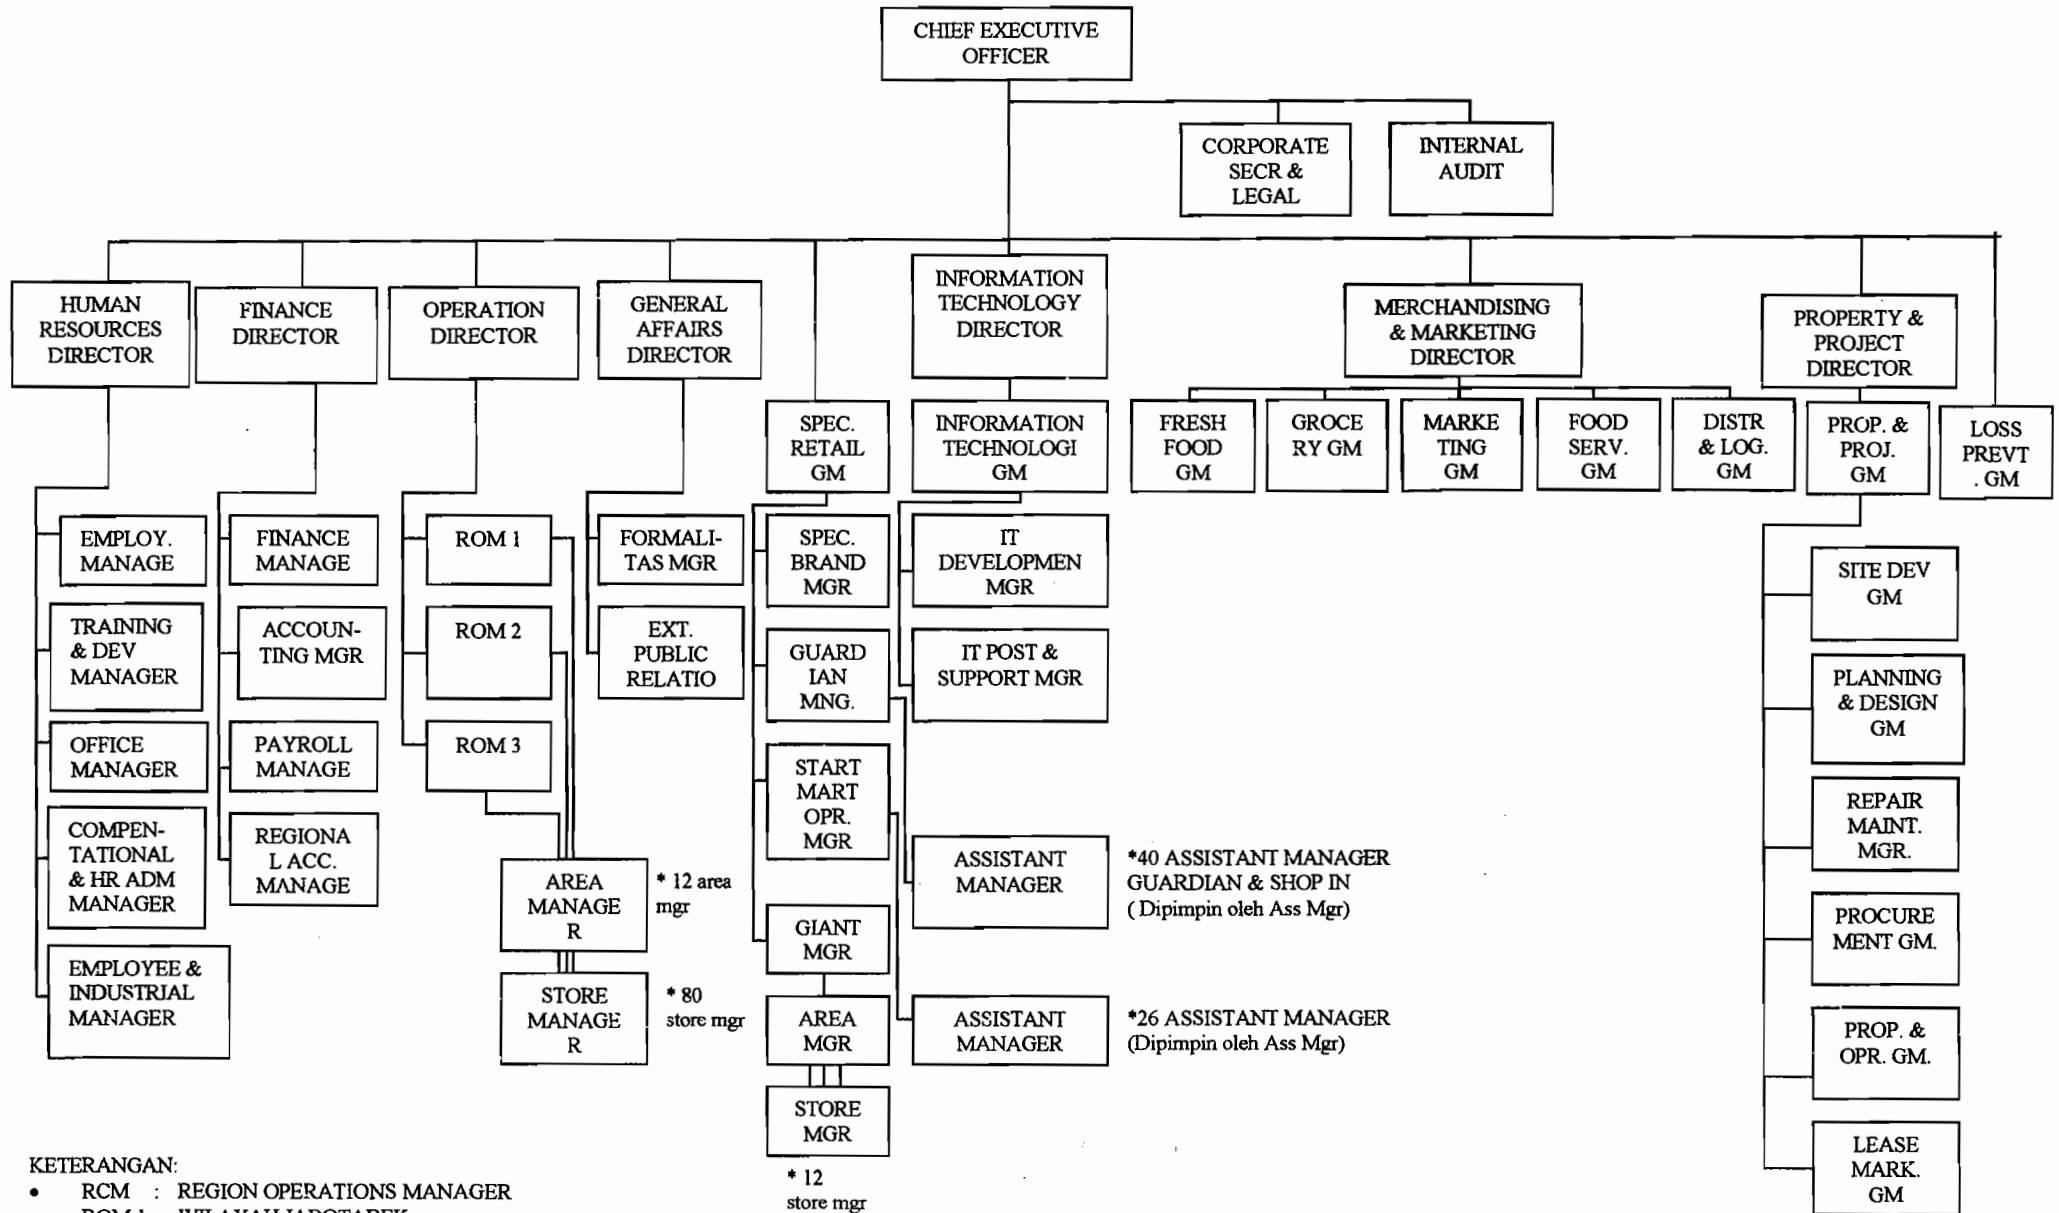 CHIEF EXECUTIVE
OFFICER
CORPORATE
SECR &
LEGAL
INTERNAL
AUDIT
HUMAN
RESOURCES
DIRECTOR
FINANCE
DIRECTOR
OPERATION
DIRECTOR
GENERAL
AFFAIRS
DIRECTOR
INFORMATION
TECHNOLOGY
DIRECTOR
MERCHANDISING
& MARKETING
DIRECTOR
PROPERTY &
PROJECT
DIRECTOR
SPEC.
RETAIL
GM
INFORMATION
TECHNOLOGI
GM
FRESH
FOOD
GM
GROCE
RY GM
MARKE
TING
GM
FOOD
SERV.
GM
DISTR
& LOG.
GM
PROP. &
PROJ.
GM
LOSS
PREVT
. GM
EMPLOY.
MANAGE
TRAINING
& DEV
MANAGER
OFFICE
MANAGER
COMPEN-
TATIONAL
& HR ADM
MANAGER
EMPLOYEE &
INDUSTRIAL
MANAGER
FINANCE
MANAGE
ACCOUN-
TING MGR
PAYROLL
MANAGE
REGIONA
L ACC.
MANAGE
ROM 1
ROM 2
ROM 3
AREA
MANAGE
R
* 12 area
mgr
STORE
MANAGE
R
* 80
store mgr
FORMALI-
TAS MGR
EXT.
PUBLIC
RELATIO
SPEC.
BRAND
MGR
GUARD
IAN
MNG.
START
MART
OPR.
MGR
GIANT
MGR
AREA
MGR
STORE
MGR
* 12
store mgr
IT
DEVELOPMEN
MGR
IT POST &
SUPPORT MGR
ASSISTANT
MANAGER
*40 ASSISTANT MANAGER
GUARDIAN & SHOP IN
( Dipimpin oleh Ass Mgr)
ASSISTANT
MANAGER
*26 ASSISTANT MANAGER
(Dipimpin oleh Ass Mgr)
SITE DEV
GM
PLANNING
& DESIGN
GM
REPAIR
MAINT.
MGR.
PROCURE
MENT GM.
PROP. &
OPR. GM.
LEASE
MARK.
GM
KETERANGAN:
• RCM : REGION OPERATIONS MANAGER